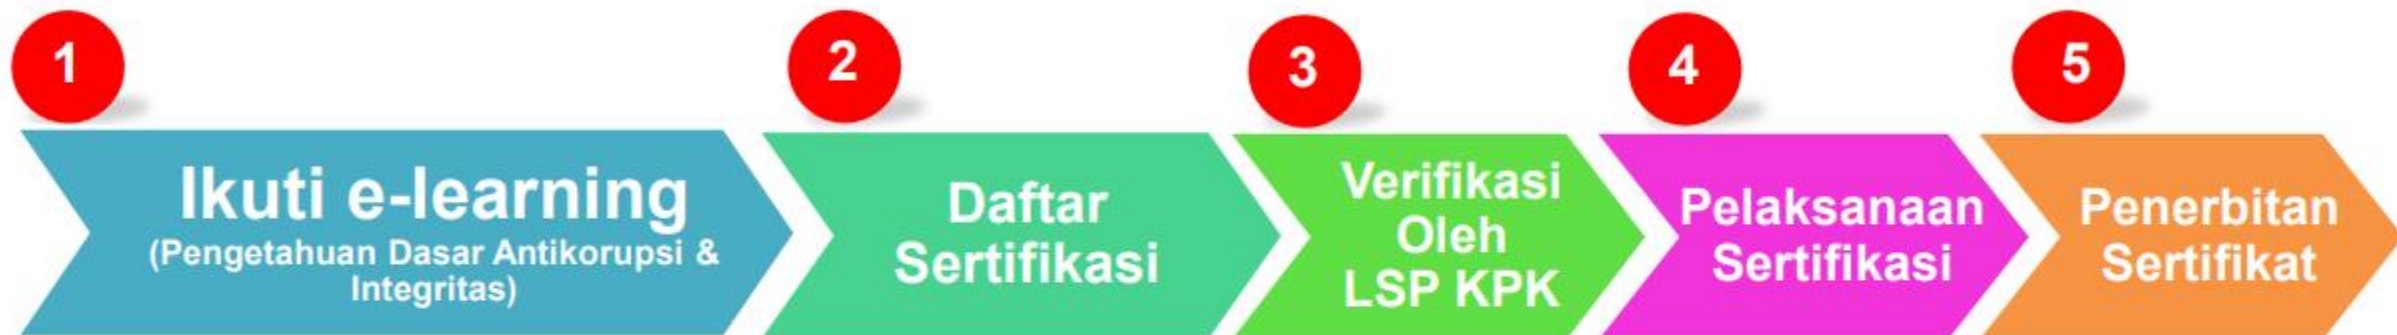 1
Ikuti e-learning
(Pengetahuan Dasar Antikorupsi &
Integritas)
2
Daftar
Sertifikasi
3
Verifikasi
Oleh
LSP KPK
4
Pelaksanaan
Sertifikasi
5
Penerbitan
Sertifikat